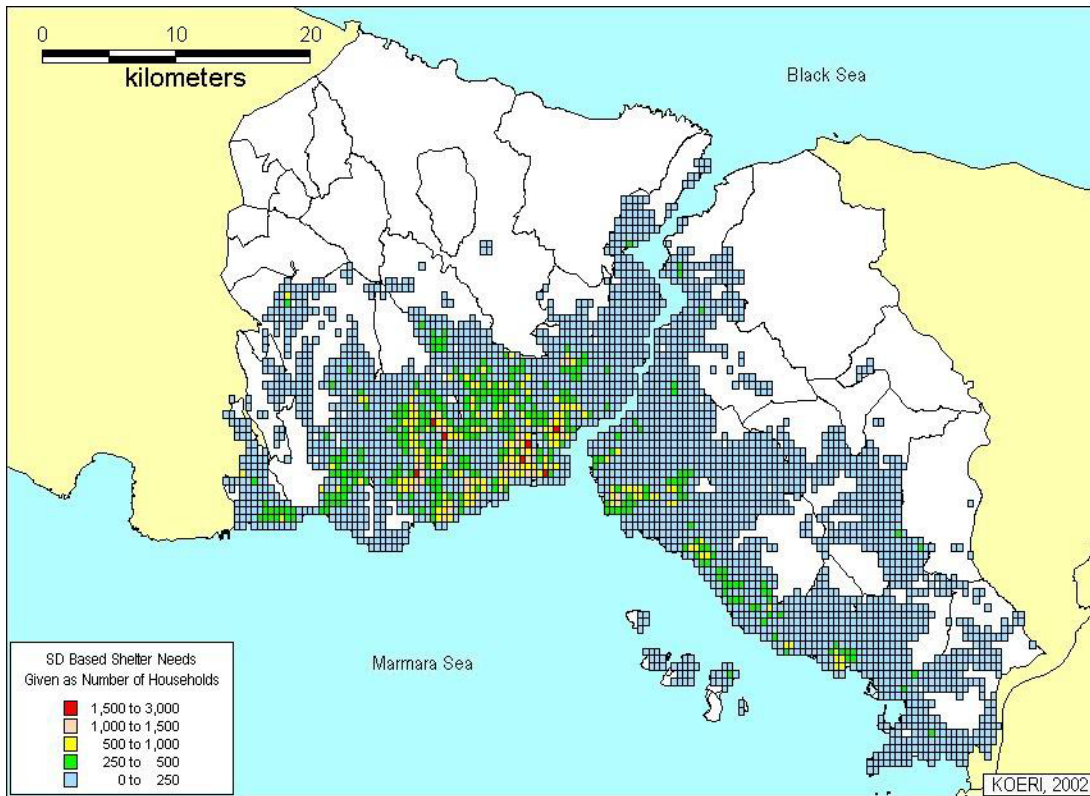 0 10 20
kilometers
Black Sea
Marmara Sea
SD Based Shelter Needs
Given as Number of Households
1,500 to 3,000
1,000 to 1,500
500 to 1,000
250 to 500
0 to 250
KOERI, 2002